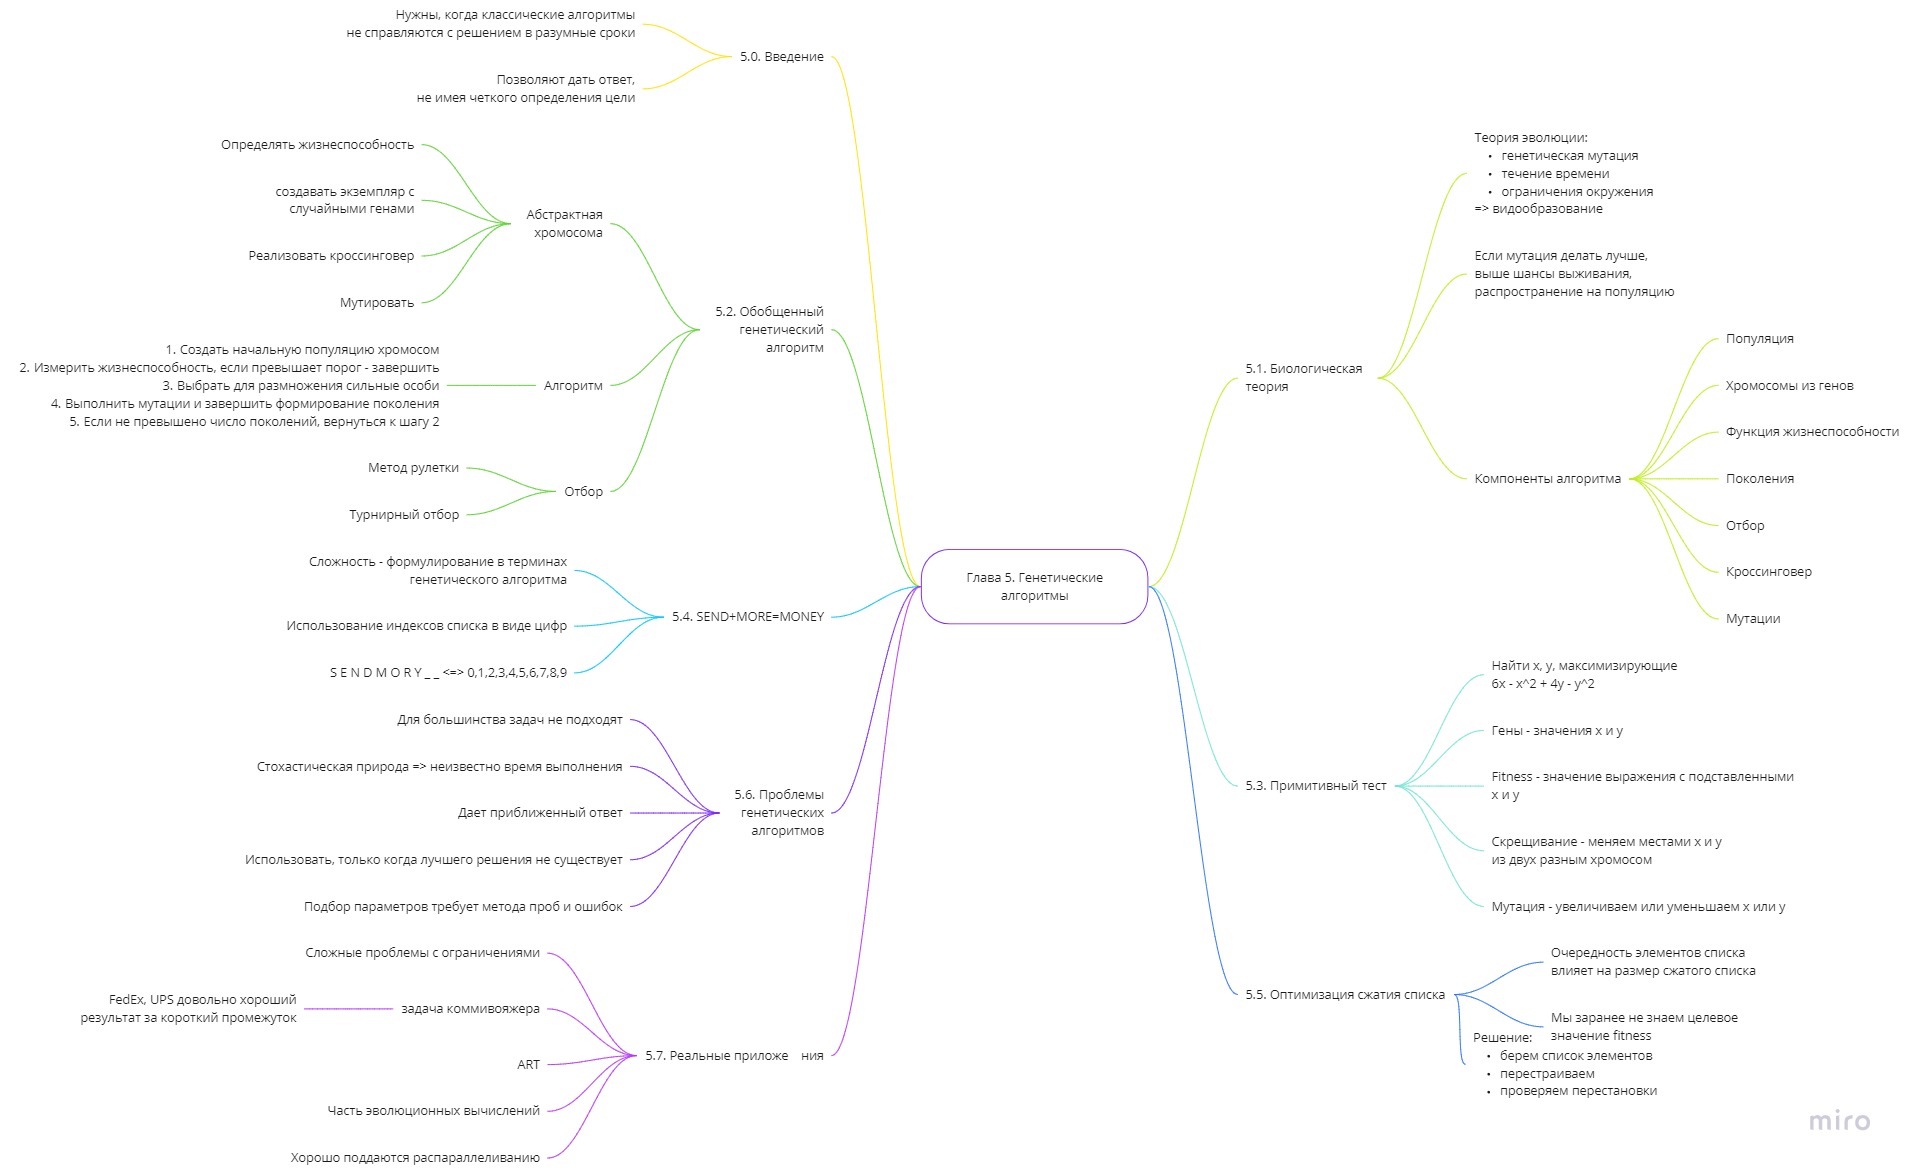 Глава 5. Генетические
алгоритмы
5.0. Введение
Нужны, когда классические алгоритмы
не справляются с решением в разумные сроки
Позволяют дать ответ,
не имея четкого определения цели
5.1. Биологическая
теория
Теория эволюции:
• генетическая мутация
• течение времени
• ограничения окружения
=> видообразование
Если мутация делать лучше,
выше шансы выживания,
распространение на популяцию
Компоненты алгоритма
Популяция
Хромосомы из генов
Функция жизнеспособности
Поколения
Отбор
Кроссинговер
Мутации
5.2. Обобщенный
генетический
алгоритм
Абстрактная
хромосома
Определять жизнеспособность
создавать экземпляр с
случайными генами
Реализовать кроссинговер
Мутировать
Алгоритм
1. Создать начальную популяцию хромосом
2. Измерить жизнеспособность, если превышает порог - завершить
3. Выбрать для размножения сильные особи
4. Выполнить мутации и завершить формирование поколения
5. Если не превышено число поколений, вернуться к шагу 2
Отбор
Метод рулетки
Турнирный отбор
5.3. Примитивный тест
Найти x, y, максимизирующие
6x - x^2 + 4y - y^2
Гены - значения x и y
Fitness - значение выражения с подставленными
x и y
Скрещивание - меняем местами x и y
из двух разным хромосом
Мутация - увеличиваем или уменьшаем x или y
5.4. SEND+MORE=MONEY
Сложность - формулирование в терминах
генетического алгоритма
Использование индексов списка в виде цифр
S E N D M O R Y _ _ <=> 0,1,2,3,4,5,6,7,8,9
5.5. Оптимизация сжатия списка
Очередность элементов списка
влияет на размер сжатого списка
Мы заранее не знаем целевое
значение fitness
Решение:
• берем список элементов
• перестраиваем
• проверяем перестановки
5.6. Проблемы
генетических
алгоритмов
Для большинства задач не подходят
Стохастическая природа => неизвестно время выполнения
Дает приближенный ответ
Использовать, только когда лучшего решения не существует
Подбор параметров требует метода проб и ошибок
5.7. Реальные приложе ния
Сложные проблемы с ограничениями
задача коммивояжера
FedEx, UPS довольно хороший
результат за короткий промежуток
ART
Часть эволюционных вычислений
Хорошо поддаются распараллеливанию
miro